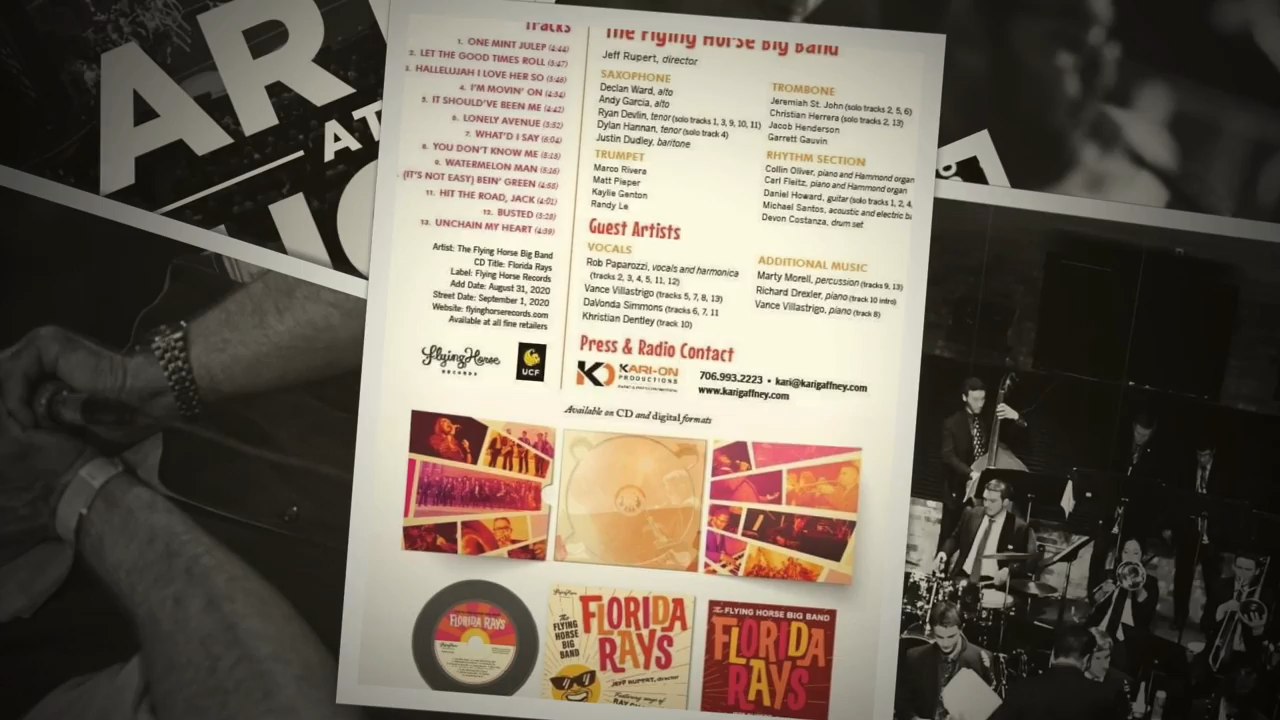 AR
AT
Tracks
1. ONE MINT JULEP (4:44)
2. LET THE GOOD TIMES ROLL (3:47)
3. HALLELUJAH I LOVE HER SO (3:46)
4. I'M MOVIN' ON (4:34)
5. IT SHOULD'VE BEEN ME (4:42)
6. LONELY AVENUE (3:32)
7. WHAT'D I SAY (6:04)
8. YOU DON'T KNOW ME (5:18)
9. WATERMELON MAN (5:16)
(IT'S NOT EASY) BEIN' GREEN (4:58)
11. HIT THE ROAD, JACK (4:01)
12. BUSTED (3:28)
13. UNCHAIN MY HEART (4:39)
Artist: The Flying Horse Big Band
CD Title: Florida Rays
Label: Flying Horse Records
Add Date: August 31, 2020
Street Date: September 1, 2020
Website: flyinghorserecords.com
Available at all fine retailers
Flying Horse
RECORDS
UCF
The Flying Horse Big Band
Jeff Rupert, director
SAXOPHONE
Declan Ward, alto
Andy Garcia, alto
Ryan Devlin, tenor (solo tracks 1, 3, 9, 10, 11)
Dylan Hannan, tenor (solo track 4)
Justin Dudley, baritone
TRUMPET
Marco Rivera
Matt Pieper
Kaylie Genton
Randy Le
TROMBONE
Jeremiah St. John (solo tracks 2, 5, 6)
Christian Herrera (solo tracks 2, 13)
Jacob Henderson
Garrett Gauvin
RHYTHM SECTION
Collin Oliver, piano and Hammond organ
Carl Fleitz, piano and Hammond organ
Daniel Howard, guitar (solo tracks 1, 2, 4,
Michael Santos, acoustic and electric b
Devon Costanza, drum set
Guest Artists
VOCALS
Rob Paparozzi, vocals and harmonica
(tracks 2, 3, 4, 5, 11, 12)
Vance Villastrigo (tracks 5, 7, 8, 13)
DaVonda Simmons (tracks 6, 7, 11
Khristian Dentley (track 10)
ADDITIONAL MUSIC
Marty Morell, percussion (tracks 9, 13)
Richard Drexler, piano (track 10 intro)
Vance Villastrigo, piano (track 8)
Press & Radio Contact
KARI-ON
PRODUCTIONS
706.993.2223 • kari@karigaffney.com
www.karigaffney.com
Available on CD and digital formats
FLORIDA RAYS
The
FLYING
HORSE
BIG
BAND
FLORIDA
RAYS
JEFF RUPERT, director
Featuring songs of
The FLYING HORSE BIG BAND
FLORIDA
RAYS